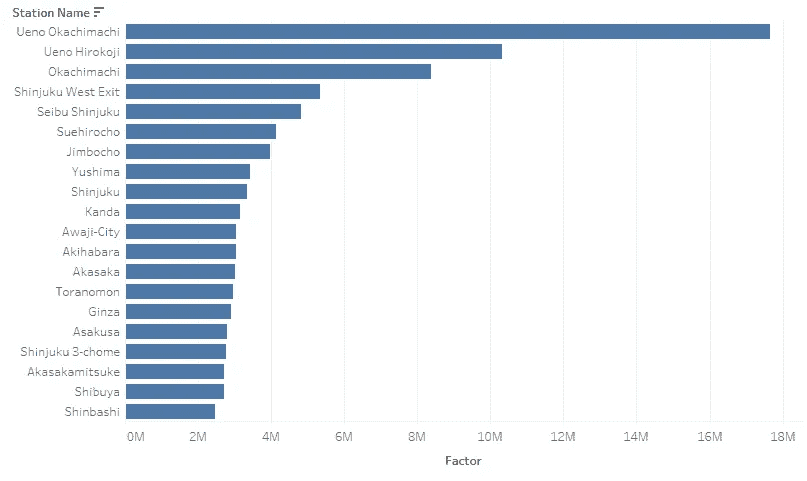 Station Name
Ueno Okachimachi
Ueno Hirokoji
Okachimachi
Shinjuku West Exit
Seibu Shinjuku
Suehirocho
Jimbocho
Yushima
Shinjuku
Kanda
Awaji-City
Akihabara
Akasaka
Toranomon
Ginza
Asakusa
Shinjuku 3-chome
Akasakamitsuke
Shibuya
Shinbashi
0M 2M 4M 6M 8M 10M 12M 14M 16M 18M
Factor